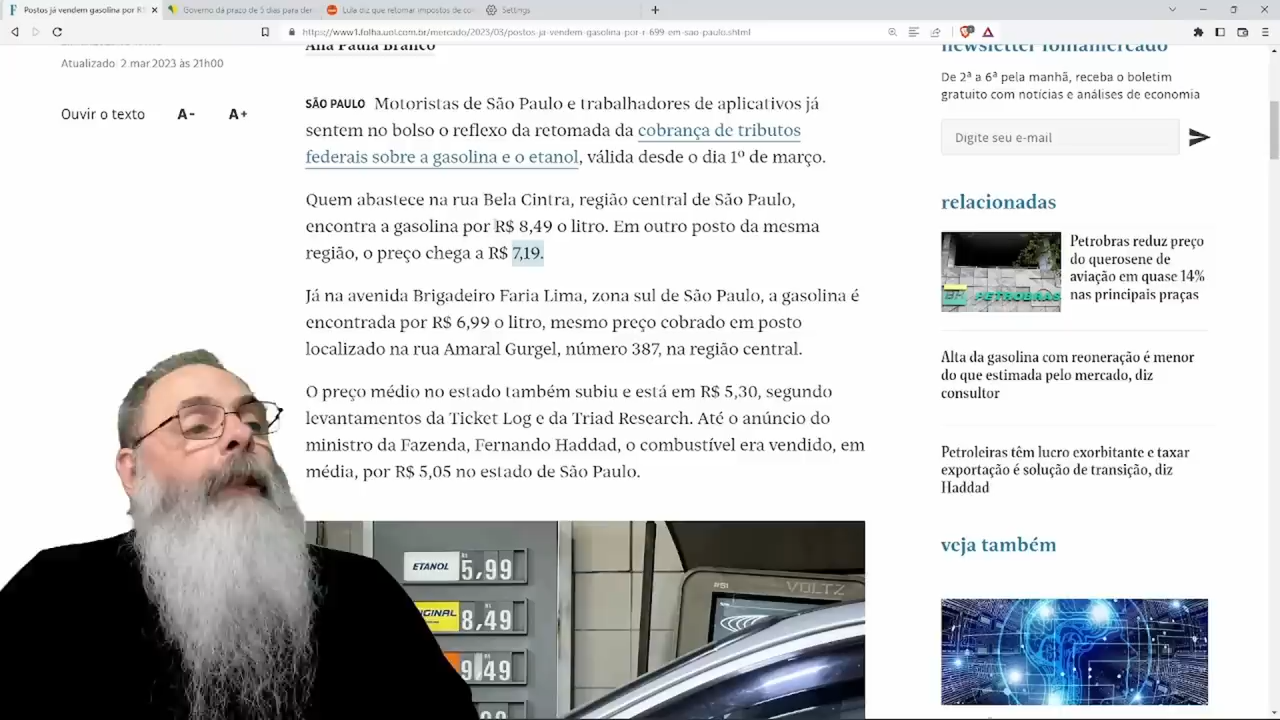 Postos já vendem gasolina por R$
Governo dá prazo de 5 dias para der
Lula diz que retomar impostos de co
Settings
https://www1.folha.uol.com.br/mercado/2023/03/postos-ja-vendem-gasolina-por-r-699-em-sao-paulo.shtml
Ana Paula Branco
Atualizado: 2 mar 2023 às 21h00
Ouvir o texto
A-
A+
SÃO PAULO Motoristas de São Paulo e trabalhadores de aplicativos já
sentem no bolso o reflexo da retomada da cobrança de tributos
federais sobre a gasolina e o etanol, válida desde o dia 1º de março.
Quem abastece na rua Bela Cintra, região central de São Paulo,
encontra a gasolina por R$ 8,49 o litro. Em outro posto da mesma
região, o preço chega a R$ 7,19.
Já na avenida Brigadeiro Faria Lima, zona sul de São Paulo, a gasolina é
encontrada por R$ 6,99 o litro, mesmo preço cobrado em posto
localizado na rua Amaral Gurgel, número 387, na região central.
O preço médio no estado também subiu e está em R$ 5,30, segundo
levantamentos da Ticket Log e da Triad Research. Até o anúncio do
ministro da Fazenda, Fernando Haddad, o combustível era vendido, em
média, por R$ 5,05 no estado de São Paulo.
ETANOL 5,99
GINAL 8,49
9,49
VOLTZ
newsletter folhamercado
De 2ª a 6ª pela manhã, receba o boletim
gratuito com notícias e análises de economia
Digite seu e-mail
relacionadas
PETROBRAS
Petrobras reduz preço
do querosene de
aviação em quase 14%
nas principais praças
Alta da gasolina com reoneração é menor
do que estimada pelo mercado, diz
consultor
Petroleiras têm lucro exorbitante e taxar
exportação é solução de transição, diz
Haddad
veja também